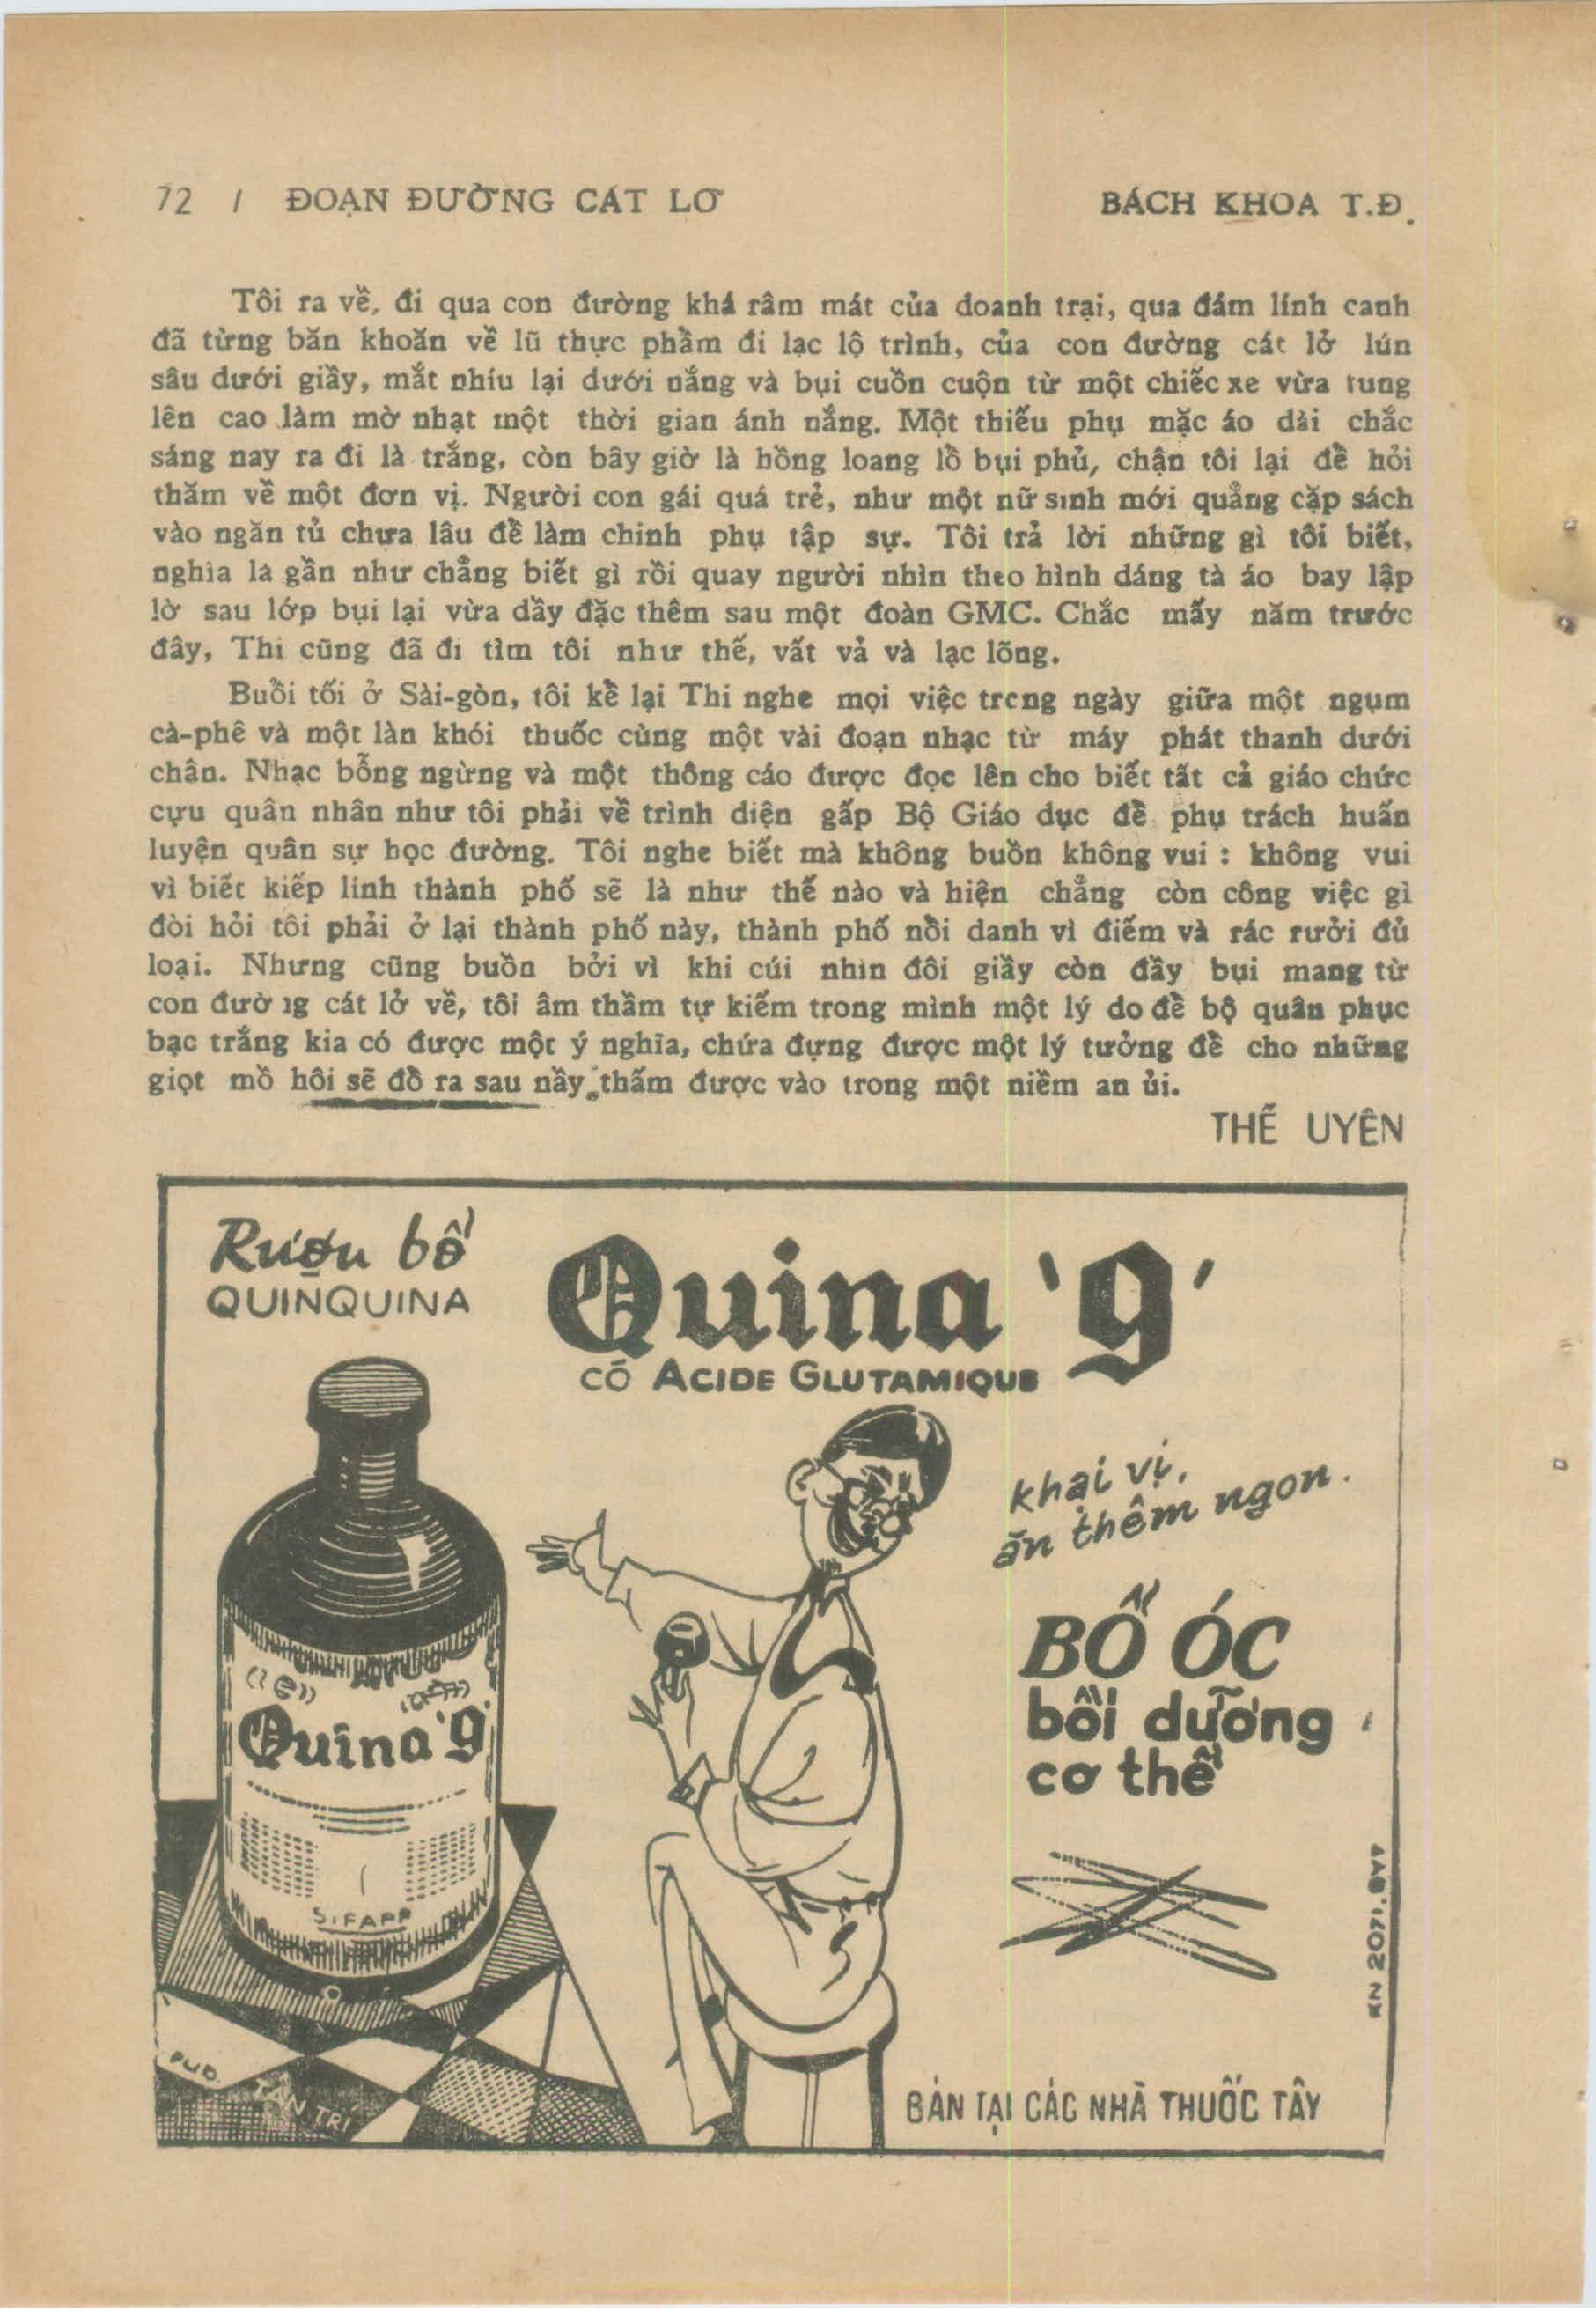 72 / ĐOẠN ĐƯỜNG CÁT LỞ
BÁCH KHOA T.Đ.
Tôi ra về, đi qua con đường khá râm mát của doanh trại, qua đám lính canh
đã từng băn khoăn về lũ thực phẩm đi lạc lộ trình, của con đường cát lở lún
sâu dưới giầy, mắt nhíu lại dưới nắng và bụi cuồn cuộn từ một chiếc xe vừa tung
lên cao làm mờ nhạt một thời gian ánh nắng. Một thiếu phụ mặc áo dài chắc
sáng nay ra đi là trắng, còn bây giờ là hồng loang lổ bụi phủ, chận tôi lại để hỏi
thăm về một đơn vị. Người con gái quá trẻ, như một nữ sinh mới quẳng cặp sách
vào ngăn tủ chưa lâu để làm chinh phụ tập sự. Tôi trả lời những gì tôi biết,
nghĩa là gần như chẳng biết gì rồi quay người nhìn theo hình dáng tà áo bay lập
lờ sau lớp bụi lại vừa dầy đặc thêm sau một đoàn GMC. Chắc mấy năm trước
đây, Thi cũng đã đi tìm tôi như thế, vất vả và lạc lõng.
Buổi tối ở Sài-gòn, tôi kể lại Thi nghe mọi việc trong ngày giữa một ngụm
cà-phê và một làn khói thuốc cùng một vài đoạn nhạc từ máy phát thanh dưới
chân. Nhạc bỗng ngừng và một thông cáo được đọc lên cho biết tất cả giáo chức
cựu quân nhân như tôi phải về trình diện gấp Bộ Giáo dục để phụ trách huấn
luyện quân sự học đường. Tôi nghe biết mà không buồn không vui : không vui
vì biết kiếp lính thành phố sẽ là như thế nào và hiện chẳng còn công việc gì
đòi hỏi tôi phải ở lại thành phố này, thành phố nổi danh vì điếm và rác rưởi đủ
loại. Nhưng cũng buồn bởi vì khi cúi nhìn đôi giầy còn đầy bụi mang từ
con đường cát lở về, tôi âm thầm tự kiếm trong mình một lý do để bộ quân phục
bạc trắng kia có được một ý nghĩa, chứa đựng được một lý tưởng để cho những
giọt mồ hôi sẽ đổ ra sau nầy thấm được vào trong một niềm an ủi.
THẾ UYÊN
Rượu bổ
QUINQUINA
Quina '9'
CÓ ACIDE GLUTAMIQUE
khai vị,
ăn thêm ngon.
BỔ ÓC
bồi dưỡng
cơ thể
Quina '9'
SIFAPP
PUB
TÂN TRÍ
BÁN TẠI CÁC NHÀ THUỐC TÂY